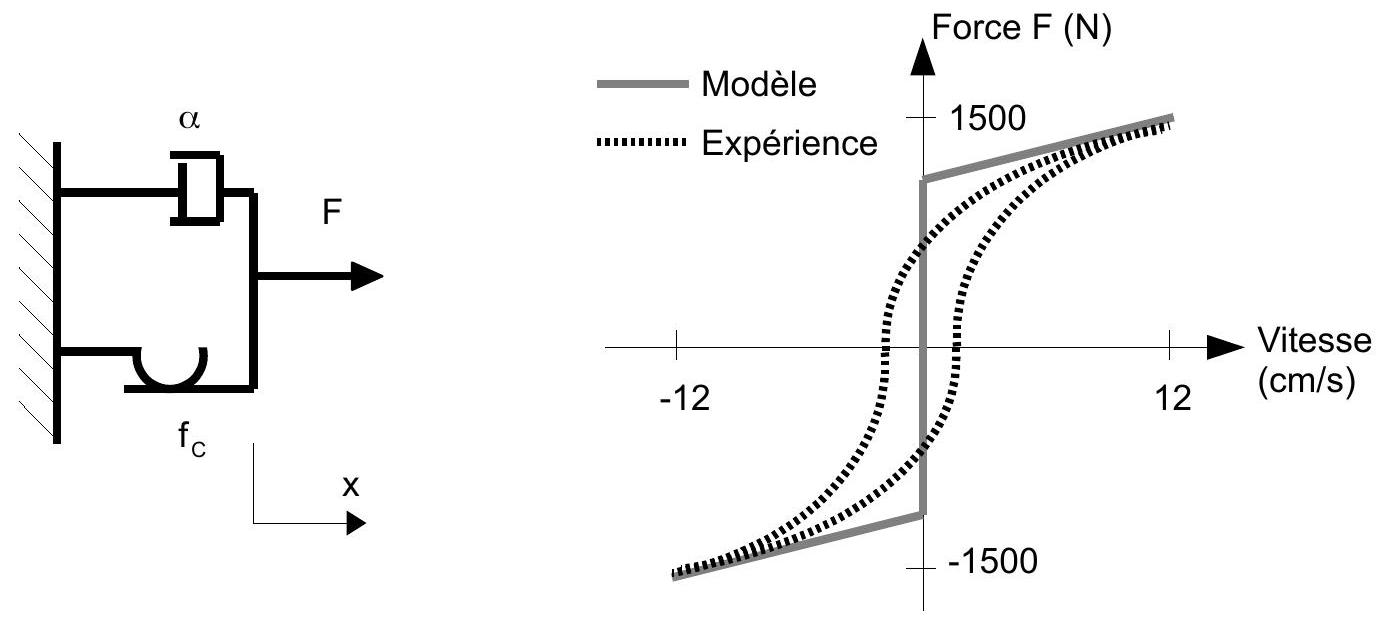 α
F
f_C
x
Force F (N)
Modèle
1500
Expérience
Vitesse
(cm/s)
-12
12
-1500